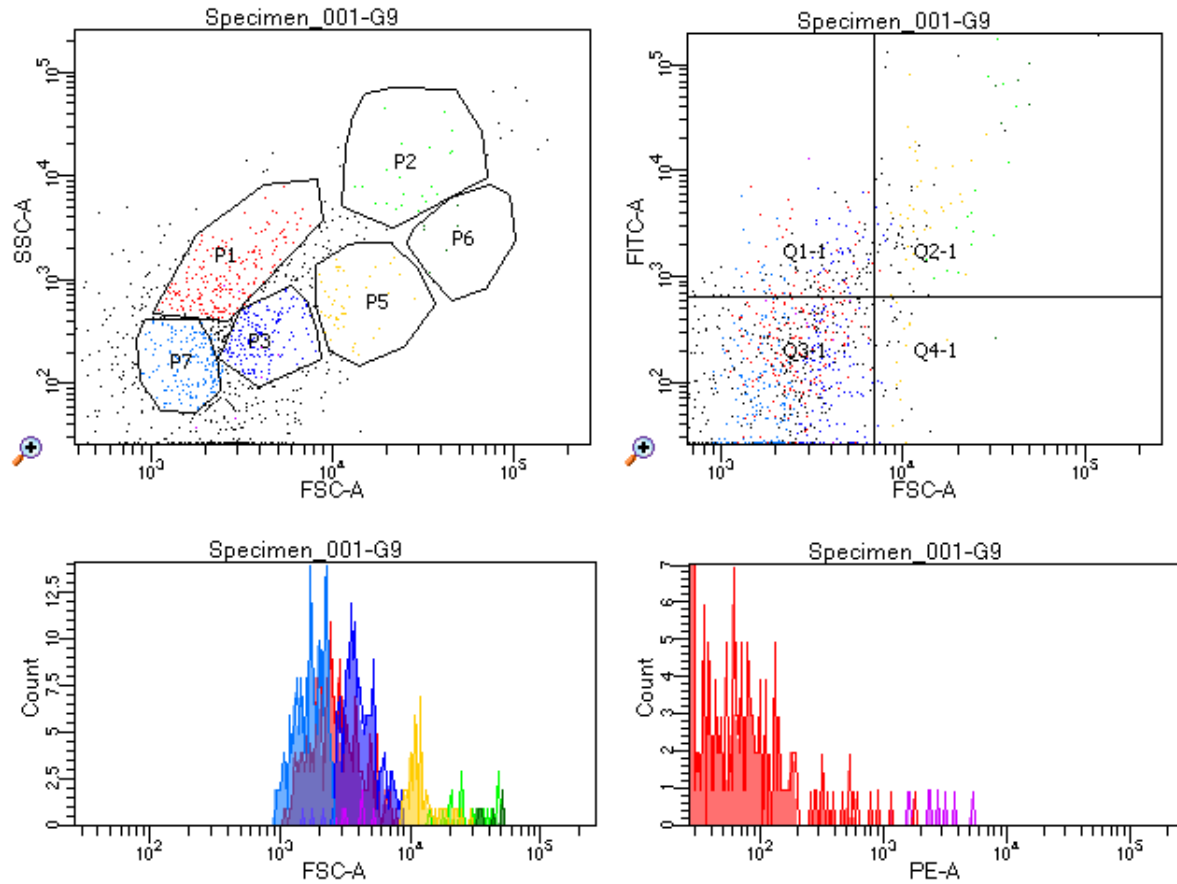 Specimen_001-G9
SSC-A
10^5
10^4
10^3
10^2
P2
P6
P1
P5
P3
P7
10^3
10^4
10^5
FSC-A
Specimen_001-G9
FITC-A
10^5
10^4
10^3
10^2
Q1-1
Q2-1
Q3-1
Q4-1
10^3
10^4
10^5
FSC-A
Specimen_001-G9
Count
12.5
10
7.5
5
2.5
0
10^2
10^3
10^4
10^5
FSC-A
Specimen_001-G9
Count
7
6
5
4
3
2
1
0
10^2
10^3
10^4
10^5
PE-A